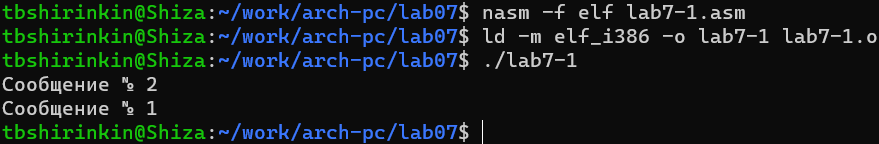 tbshirinkin@Shiza:~/work/arch-pc/lab07$ nasm -f elf lab7-1.asm
tbshirinkin@Shiza:~/work/arch-pc/lab07$ ld -m elf_i386 -o lab7-1 lab7-1.o
tbshirinkin@Shiza:~/work/arch-pc/lab07$ ./lab7-1
Сообщение № 2
Сообщение № 1
tbshirinkin@Shiza:~/work/arch-pc/lab07$